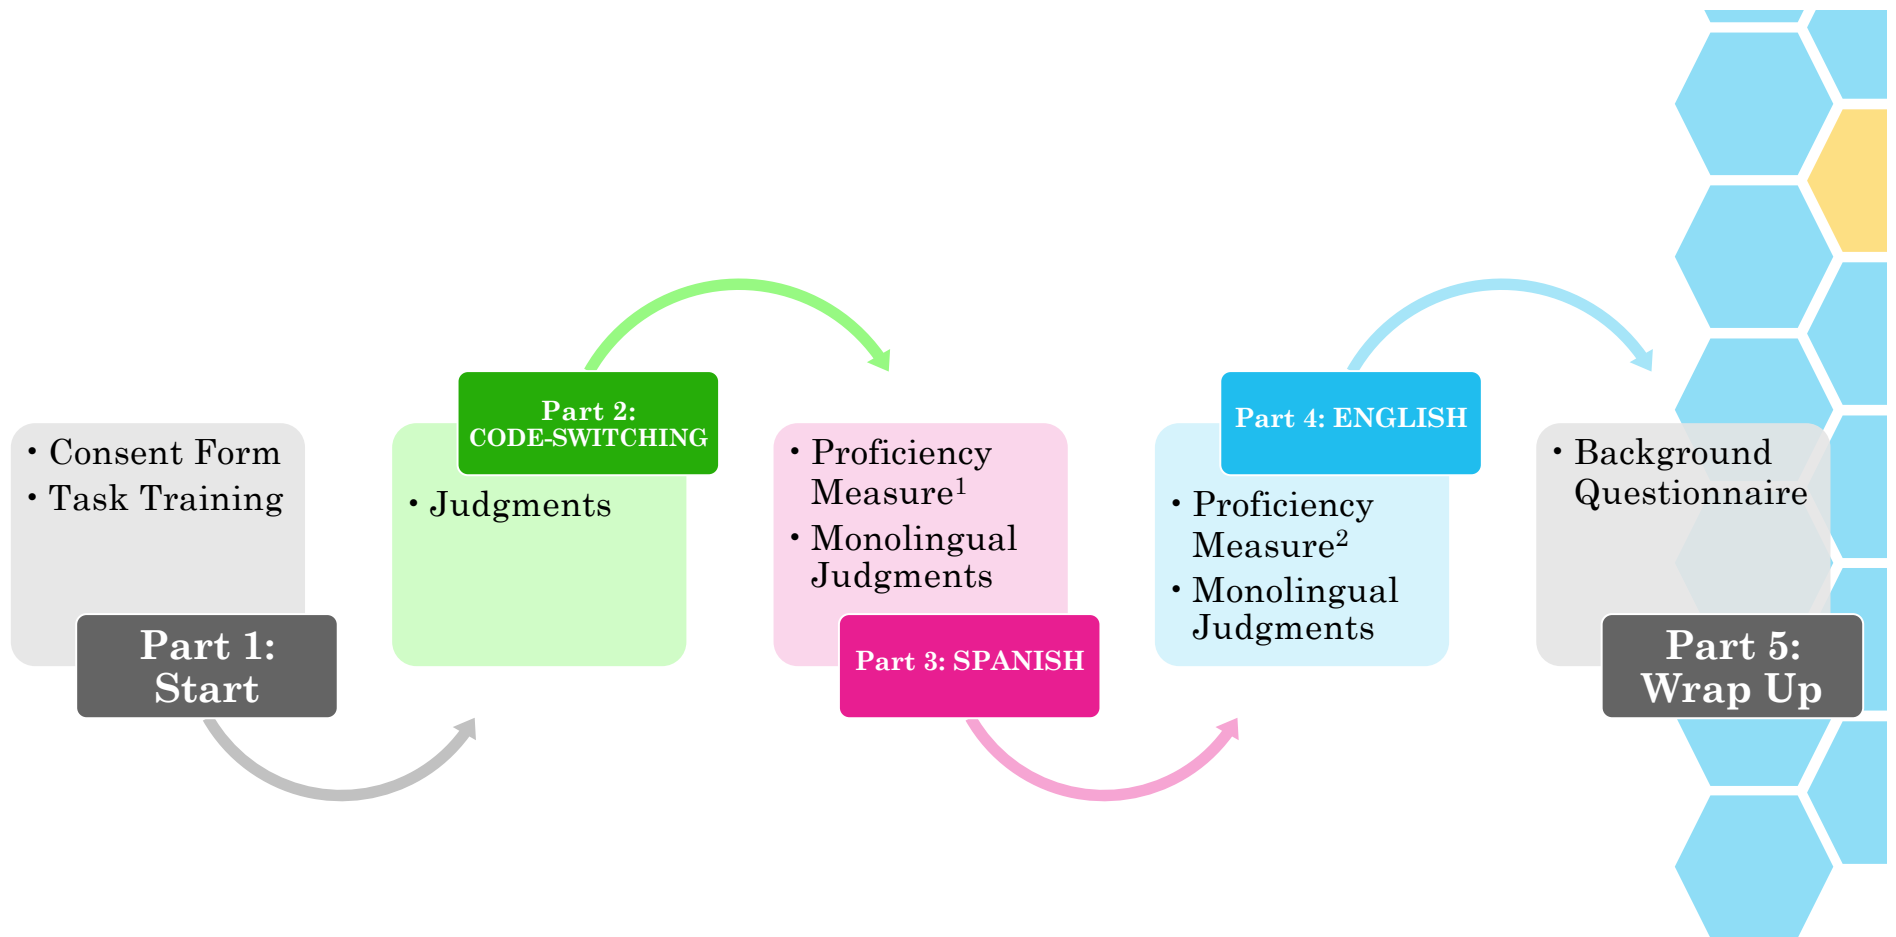 • Consent Form
• Task Training
Part 1:
Start
Part 2:
CODE-SWITCHING
• Judgments
• Proficiency
Measure¹
• Monolingual
Judgments
Part 3: SPANISH
Part 4: ENGLISH
• Proficiency
Measure²
• Monolingual
Judgments
• Background
Questionnaire
Part 5:
Wrap Up